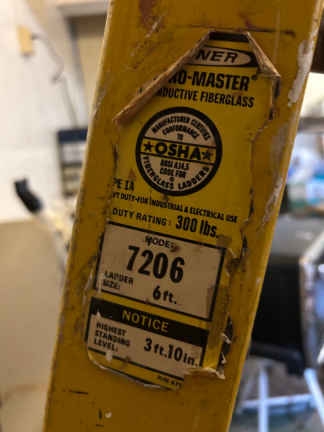 NER
O-MASTER
NDUCTIVE FIBERGLASS
MANUFACTURER CERTIFIES
CONFORMANCE
TO
★OSHA★
ANSI A14.5
CODE FOR
FIBERGLASS LADDERS
PE IA
VY DUTY-FOR INDUSTRIAL & ELECTRICAL USE
DUTY RATING: 300 lbs.
MODEL:
7206
LADDER
SIZE: 6 ft.
NOTICE
HIGHEST
STANDING
LEVEL: 3 ft. 10 in.